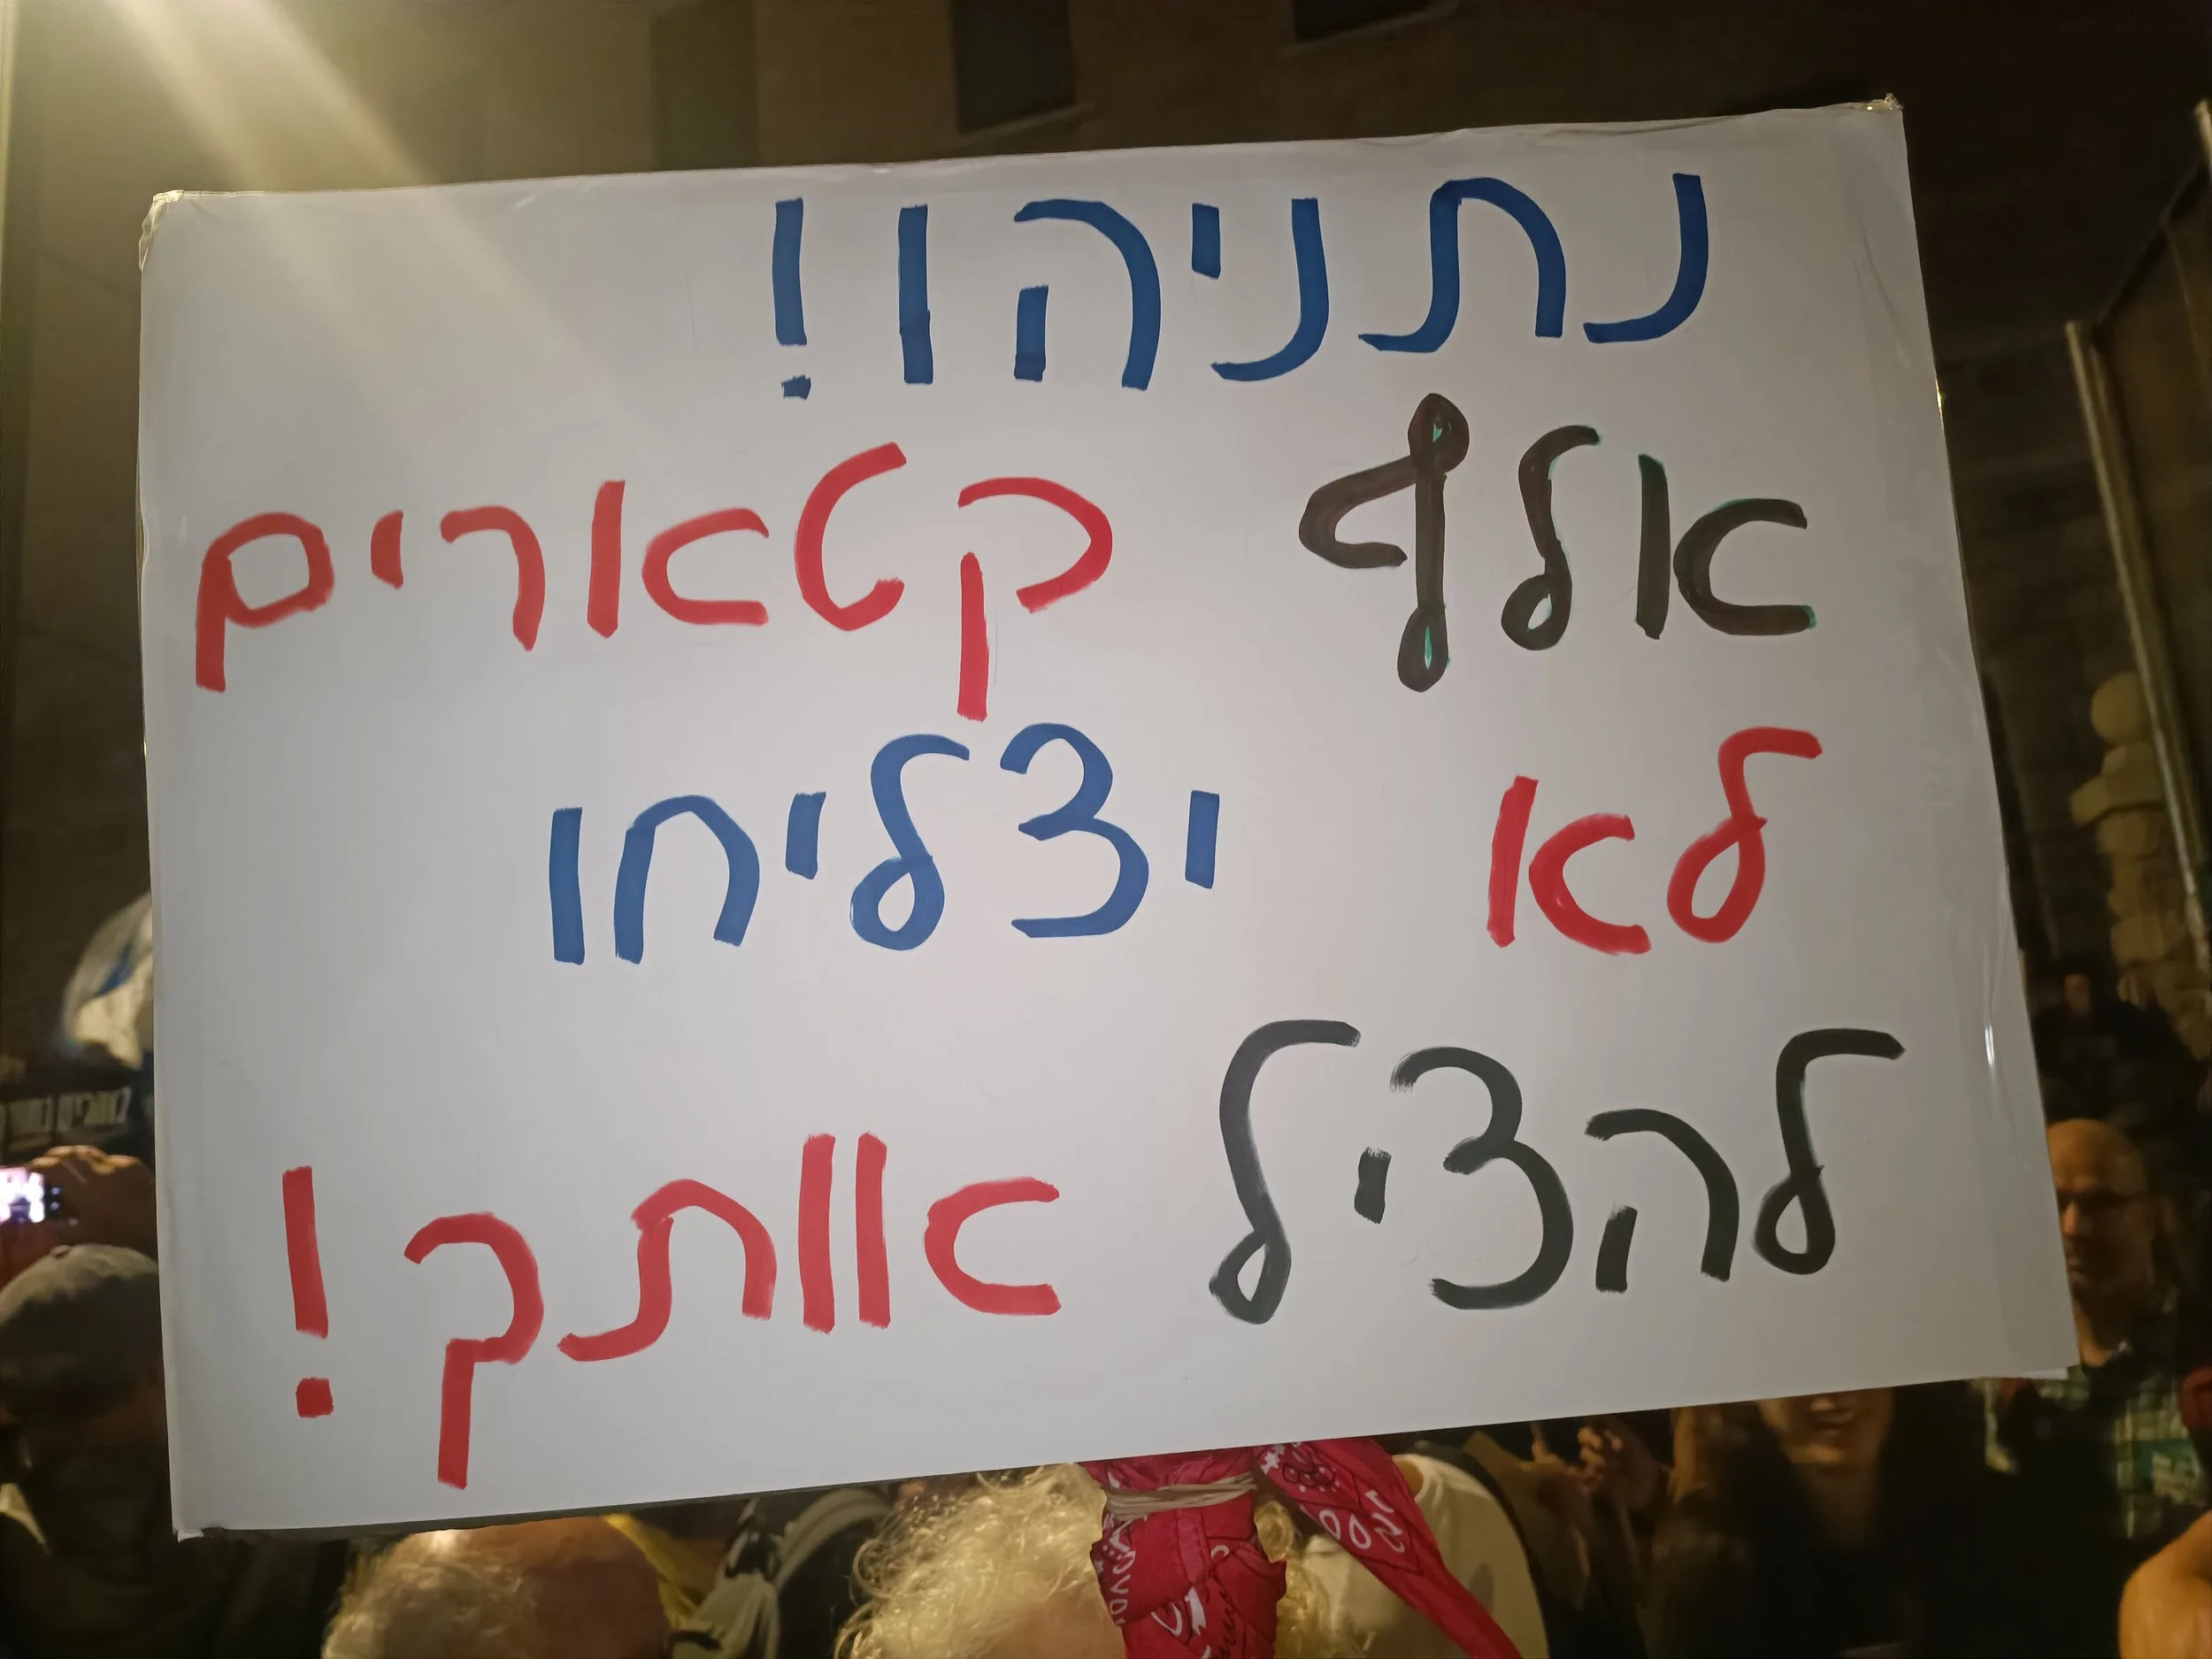 נתניהו!
אלף קטארים
לא יצליחו
להציל אותך!